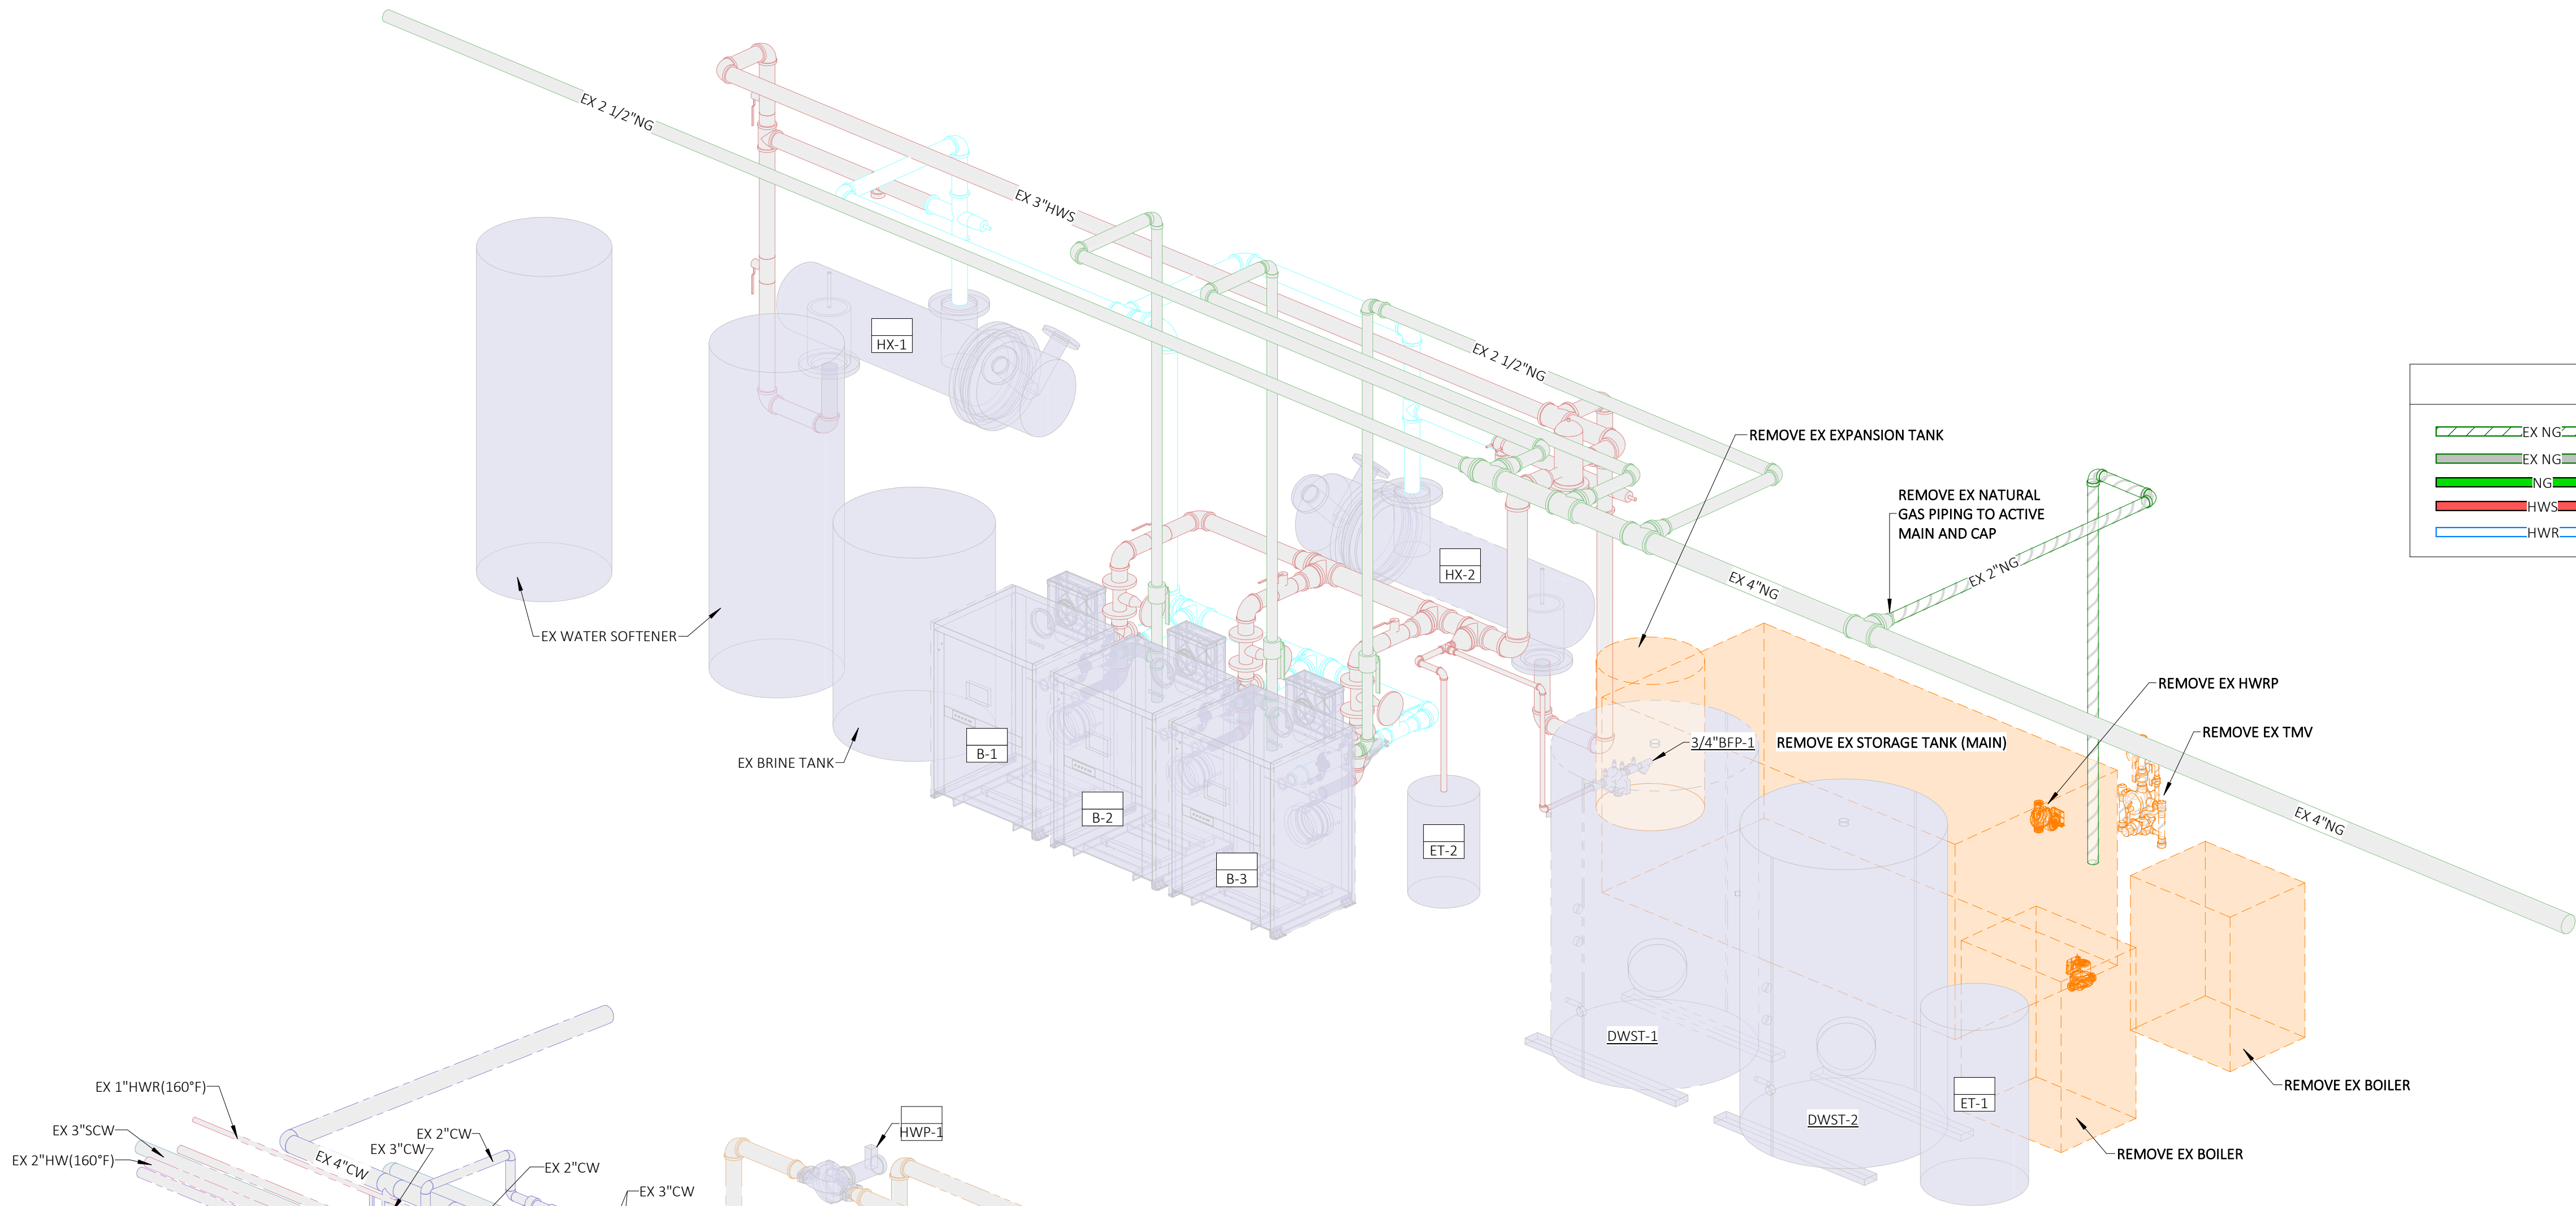 EX 2 1/2"NG
EX 3"HWS
HX-1
EX 2 1/2"NG
REMOVE EX EXPANSION TANK
EX NG
EX NG
NG
HWS
HWR
REMOVE EX NATURAL
GAS PIPING TO ACTIVE
MAIN AND CAP
HX-2
EX 4"NG
EX 2"NG
EX WATER SOFTENER
REMOVE EX HWRP
REMOVE EX TMV
3/4"BFP-1
REMOVE EX STORAGE TANK (MAIN)
B-1
EX BRINE TANK
B-2
ET-2
EX 4"NG
B-3
DWST-1
ET-1
DWST-2
REMOVE EX BOILER
REMOVE EX BOILER
EX 1"HWR(160°F)
EX 3"SCW
EX 2"HW(160°F)
EX 4"CW
EX 3"CW
EX 2"CW
EX 2"CW
EX 3"CW
HWP-1